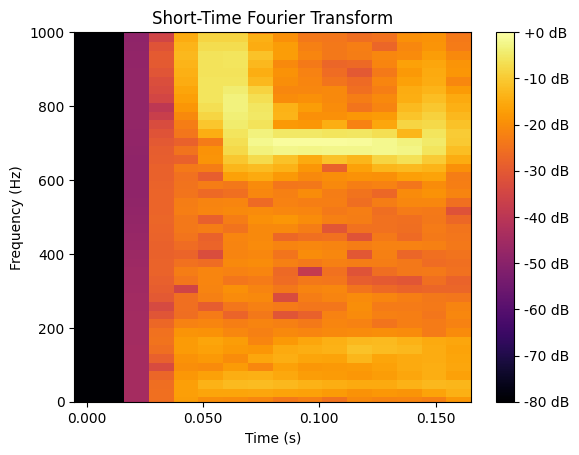 Short-Time Fourier Transform
1000
800
600
400
200
0
Frequency (Hz)
0.000
0.050
0.100
0.150
Time (s)
+0 dB
-10 dB
-20 dB
-30 dB
-40 dB
-50 dB
-60 dB
-70 dB
-80 dB